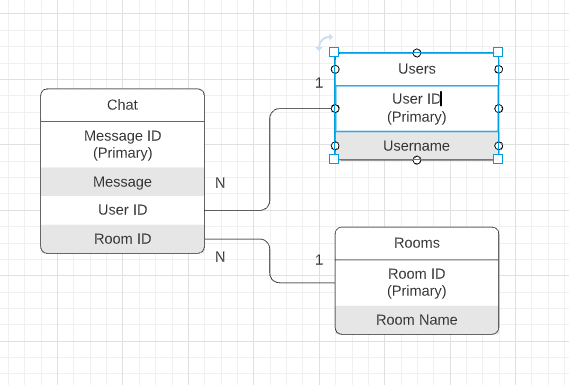 Chat
Message ID
(Primary)
Message
User ID
Room ID
N
N
1
1
Users
User ID
(Primary)
Username
Rooms
Room ID
(Primary)
Room Name